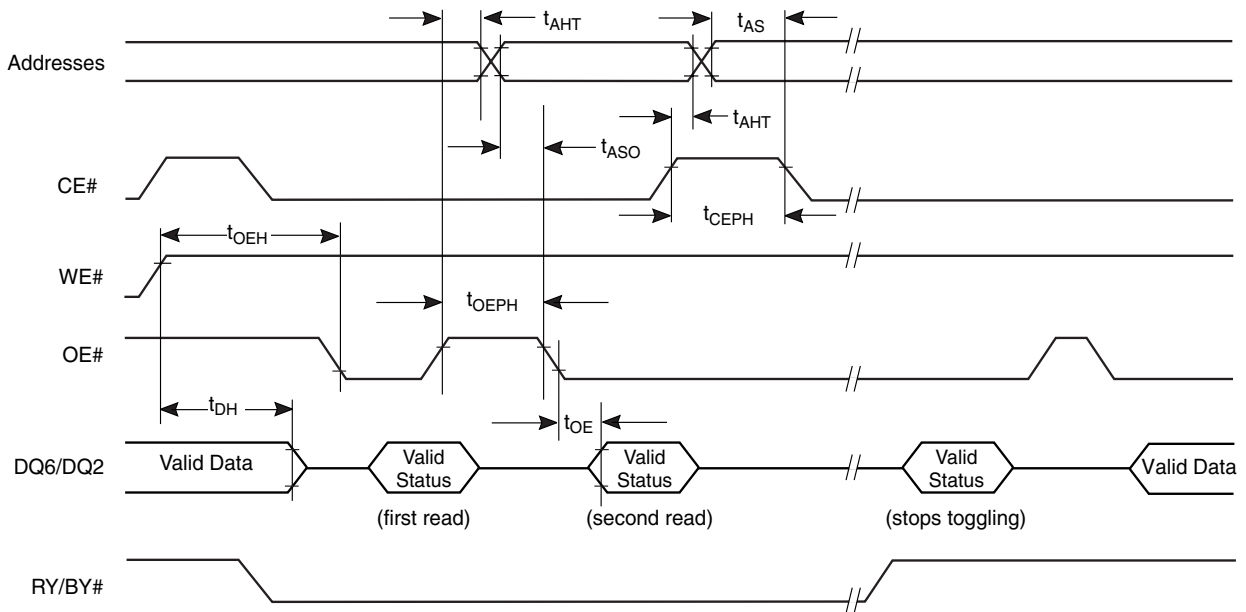 tAHT
tAS
Addresses
tAHT
tASO
CE#
tCEPH
tOEH
WE#
tOEPH
OE#
tDH
tOE
DQ6/DQ2
Valid Data
Valid
Status
Valid
Status
Valid
Status
Valid Data
(first read)
(second read)
(stops toggling)
RY/BY#